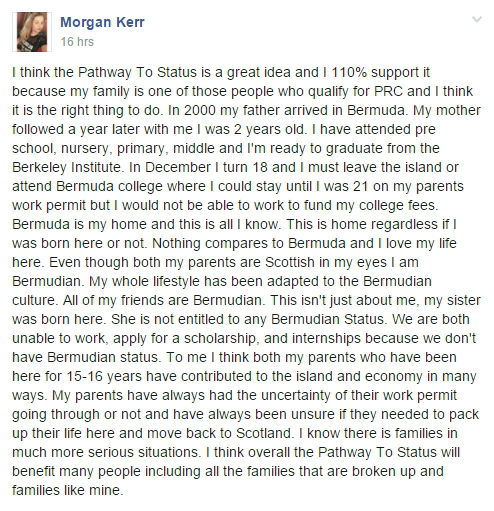 Morgan Kerr
16 hrs
I think the Pathway To Status is a great idea and I 110% support it
because my family is one of those people who qualify for PRC and I think
it is the right thing to do. In 2000 my father arrived in Bermuda. My mother
followed a year later with me I was 2 years old. I have attended pre
school, nursery, primary, middle and I'm ready to graduate from the
Berkeley Institute. In December I turn 18 and I must leave the island or
attend Bermuda college where I could stay until I was 21 on my parents
work permit but I would not be able to work to fund my college fees.
Bermuda is my home and this is all I know. This is home regardless if I
was born here or not. Nothing compares to Bermuda and I love my life
here. Even though both my parents are Scottish in my eyes I am
Bermudian. My whole lifestyle has been adapted to the Bermudian
culture. All of my friends are Bermudian. This isn't just about me, my sister
was born here. She is not entitled to any Bermudian Status. We are both
unable to work, apply for a scholarship, and internships because we don't
have Bermudian status. To me I think both my parents who have been
here for 15-16 years have contributed to the island and economy in many
ways. My parents have always had the uncertainty of their work permit
going through or not and have always been unsure if they needed to pack
up their life here and move back to Scotland. I know there is families in
much more serious situations. I think overall the Pathway To Status will
benefit many people including all the families that are broken up and
families like mine.